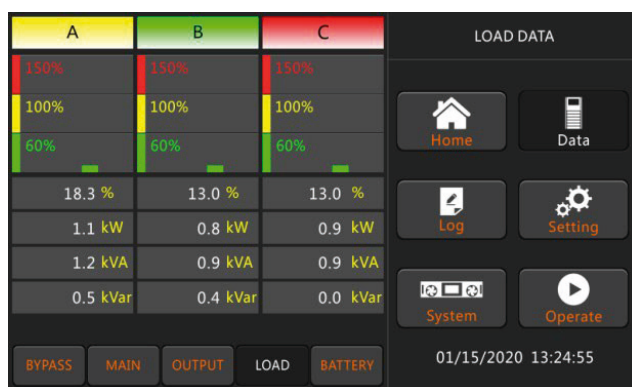 A B C LOAD DATA
150% 150% 150%
100% 100% 100%
60% 60% 60%
Home Data
18.3 % 13.0 % 13.0 %
1.1 kW 0.8 kW 0.9 kW
Log Setting
1.2 kVA 0.9 kVA 0.9 kVA
0.5 kVar 0.4 kVar 0.0 kVar
System Operate
BYPASS MAIN OUTPUT LOAD BATTERY 01/15/2020 13:24:55